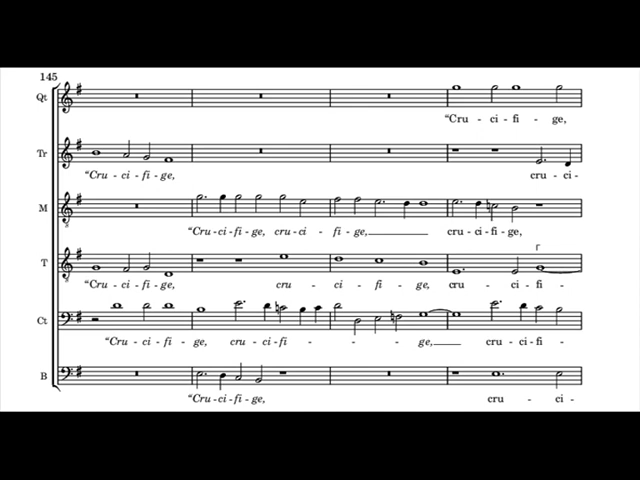 145
Qt
“Cru - ci - fi - ge,
Tr
“Cru - ci - fi - ge, cru - ci-
M
“Cru - ci - fi - ge, cru - ci - fi - ge, cru - ci - fi - ge,
T
“Cru - ci - fi - ge, cru - ci - fi - ge, cru - ci - fi -
Ct
“Cru - ci - fi - ge, cru - ci - fi - ge, cru - ci - fi -
B
“Cru - ci - fi - ge, cru - ci -